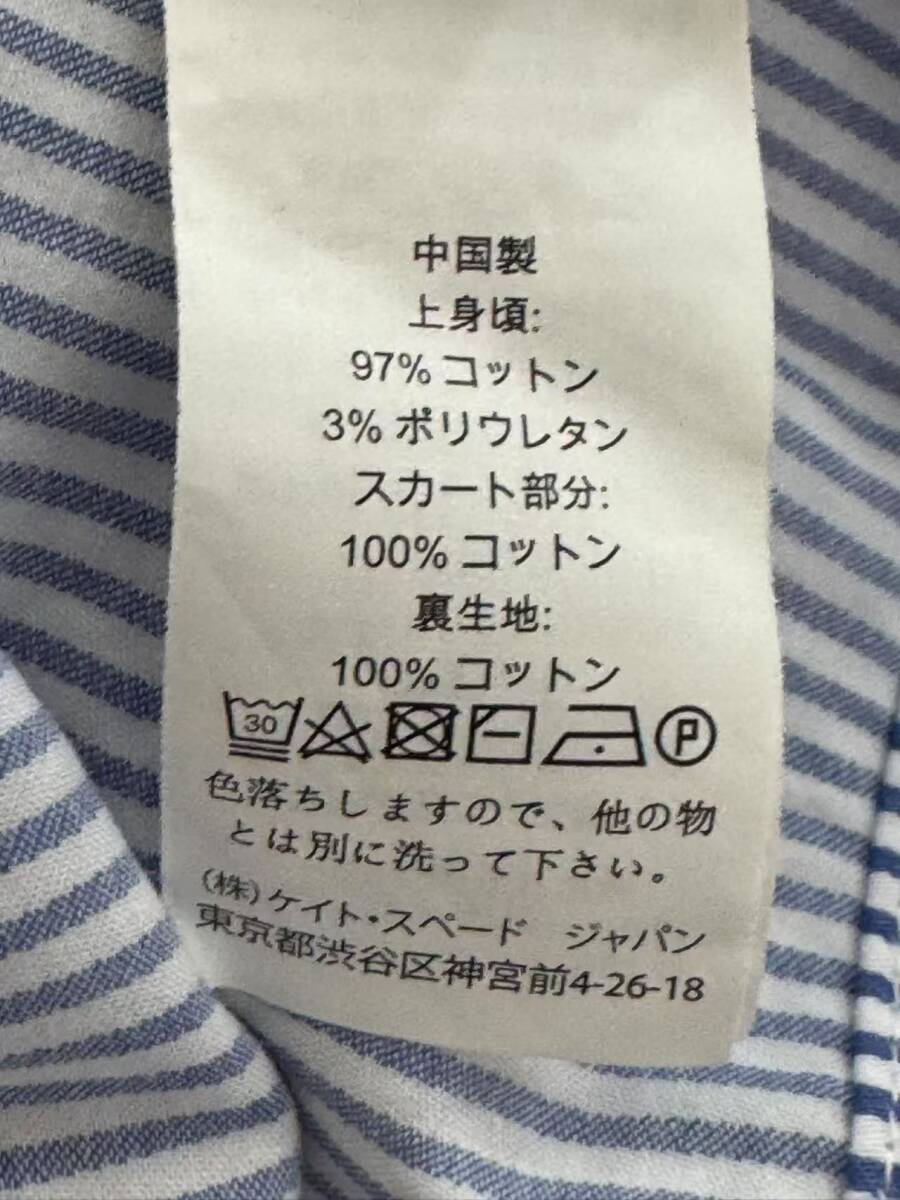 中国製
上身頃:
97% コットン
3% ポリウレタン
スカート部分:
100% コットン
裏生地:
100% コットン
30 P
色落ちしますので、他の物
とは別に洗って下さい。
(株)ケイト・スペード ジャパン
東京都渋谷区神宮前4-26-18